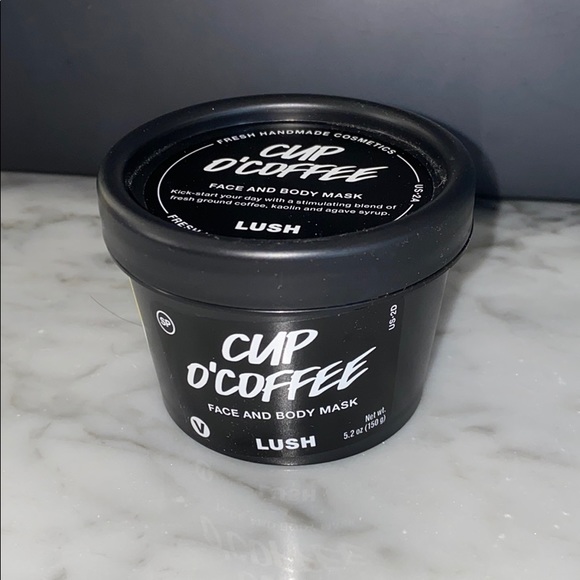 FRESH HANDMADE COSMETICS
CUP
O'COFFEE
FACE AND BODY MASK
Kick-start your day with a stimulating blend of
fresh ground coffee, kaolin and agave syrup.
LUSH
US-2A
FRESH
SP
CUP
O'COFFEE
FACE AND BODY MASK
V
LUSH
Net wt.
5.2 oz (150 g)
US-2D